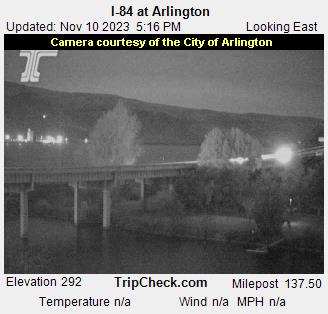 I-84 at Arlington
Updated: Nov 10 2023 5:16 PM Looking East
Camera courtesy of the City of Arlington
Elevation 292 TripCheck.com Milepost 137.50
Temperature n/a Wind n/a MPH n/a